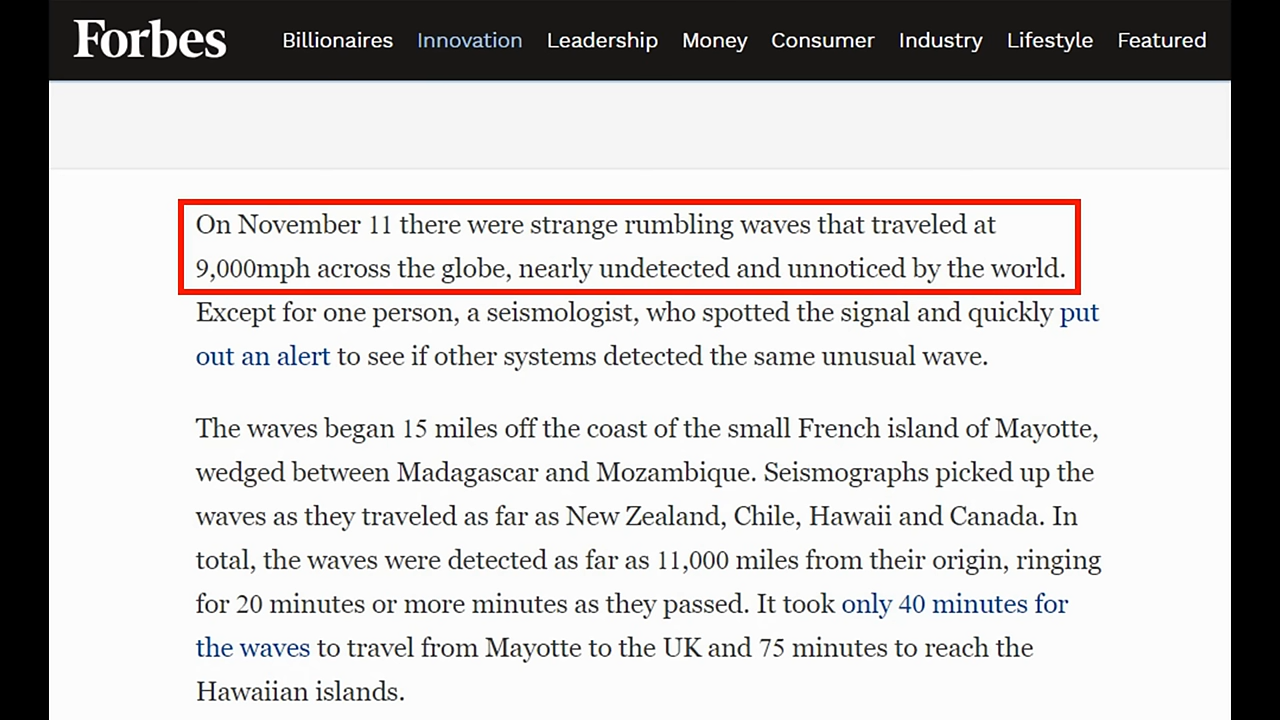 Forbes Billionaires Innovation Leadership Money Consumer Industry Lifestyle Featured
On November 11 there were strange rumbling waves that traveled at
9,000mph across the globe, nearly undetected and unnoticed by the world.
Except for one person, a seismologist, who spotted the signal and quickly put
out an alert to see if other systems detected the same unusual wave.
The waves began 15 miles off the coast of the small French island of Mayotte,
wedged between Madagascar and Mozambique. Seismographs picked up the
waves as they traveled as far as New Zealand, Chile, Hawaii and Canada. In
total, the waves were detected as far as 11,000 miles from their origin, ringing
for 20 minutes or more minutes as they passed. It took only 40 minutes for
the waves to travel from Mayotte to the UK and 75 minutes to reach the
Hawaiian islands.